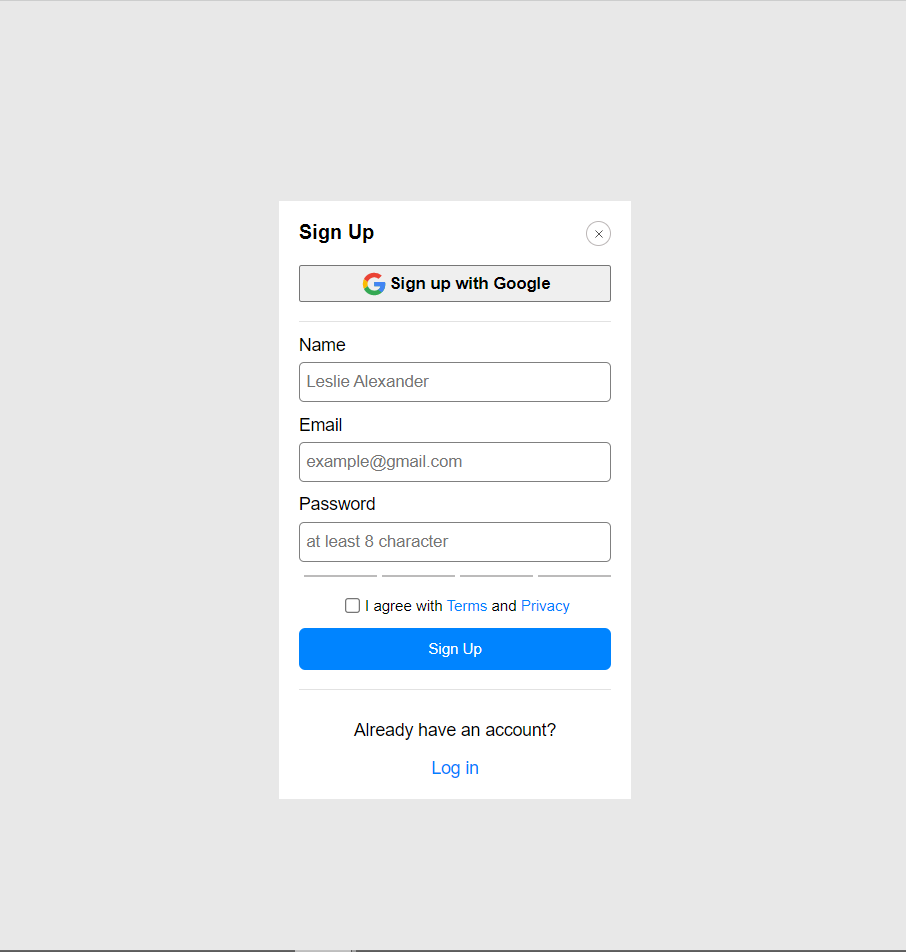 Sign Up
Sign up with Google
Name
Leslie Alexander
Email
example@gmail.com
Password
at least 8 character
I agree with Terms and Privacy
Sign Up
Already have an account?
Log in